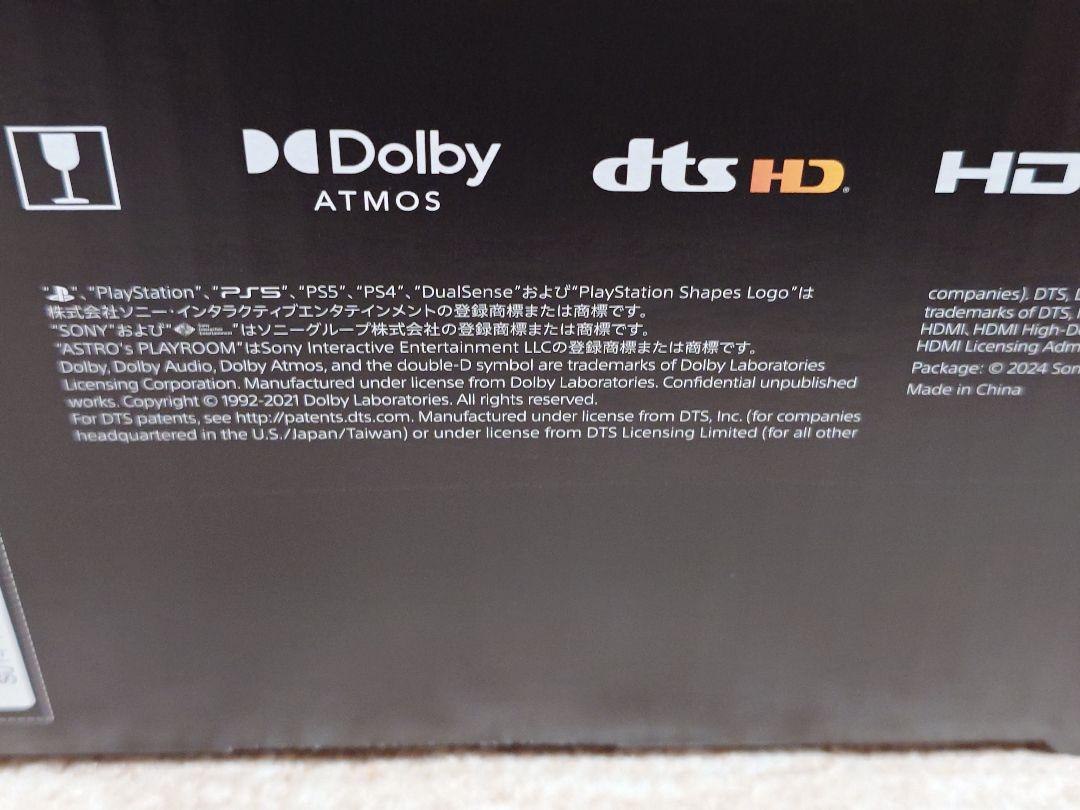 Dolby
ATMOS
dts HD
HD
" "、"PlayStation"、"PS5"、"PS5"、"PS4"、"DualSense"および"PlayStation Shapes Logo"は
株式会社ソニー・インタラクティブエンタテインメントの登録商標または商標です。
"SONY"および" "はソニーグループ株式会社の登録商標または商標です。
"ASTRO's PLAYROOM"はSony Interactive Entertainment LLCの登録商標または商標です。
Dolby, Dolby Audio, Dolby Atmos, and the double-D symbol are trademarks of Dolby Laboratories
Licensing Corporation. Manufactured under license from Dolby Laboratories. Confidential unpublished
works. Copyright © 1992-2021 Dolby Laboratories. All rights reserved.
For DTS patents, see http://patents.dts.com. Manufactured under license from DTS, Inc. (for companies
headquartered in the U.S./Japan/Taiwan) or under license from DTS Licensing Limited (for all other
companies). DTS,
trademarks of DTS,
HDMI, HDMI High-D
HDMI Licensing Adm
Package: © 2024 Son
Made in China